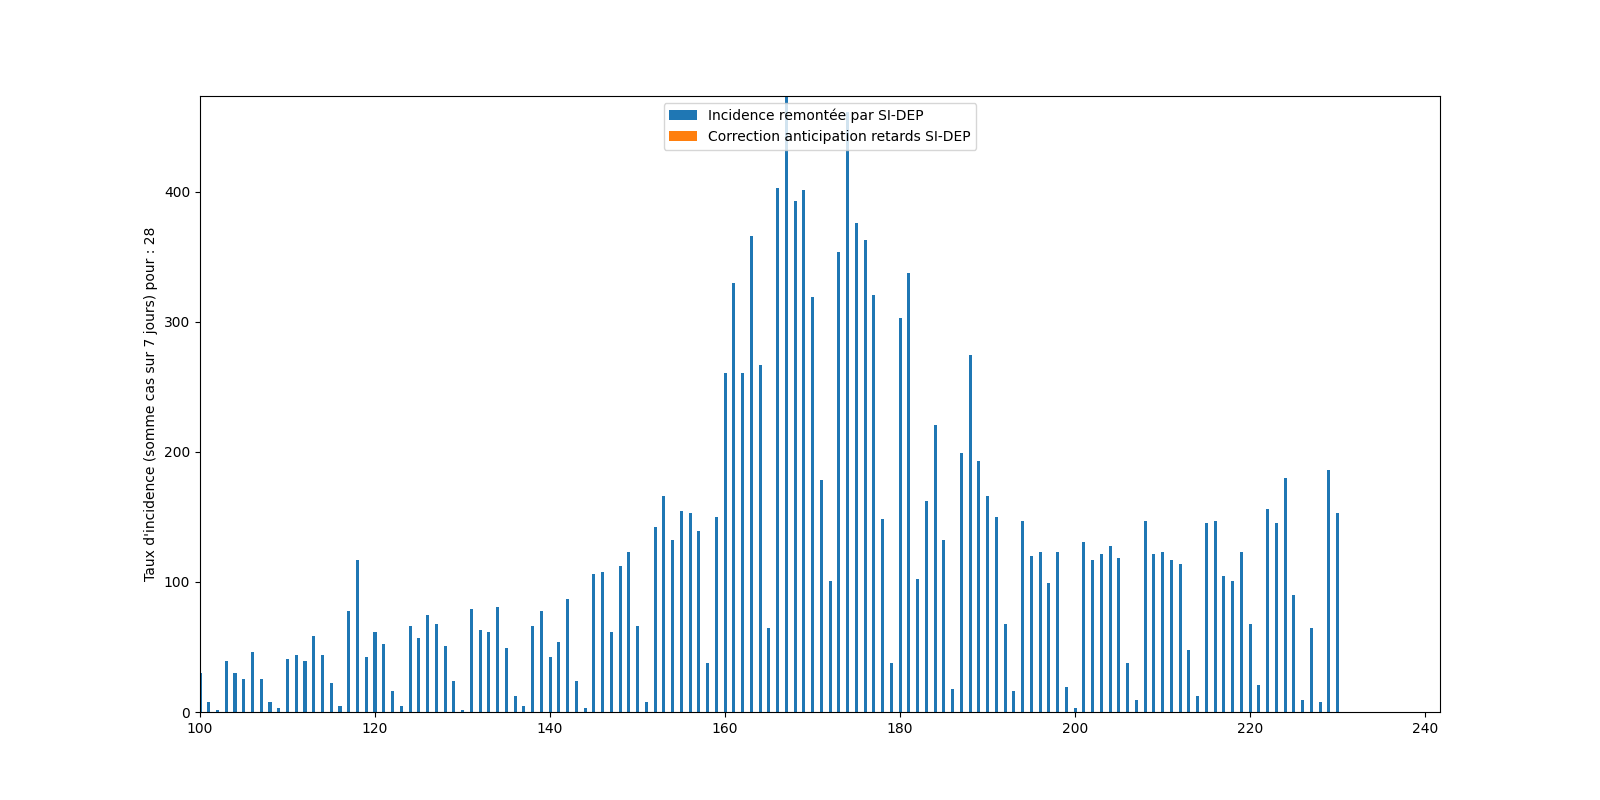 Incidence remontée par SI-DEP
Correction anticipation retards SI-DEP
Taux d'incidence (somme cas sur 7 jours) pour : 28
400
300
200
100
0
100 120 140 160 180 200 220 240